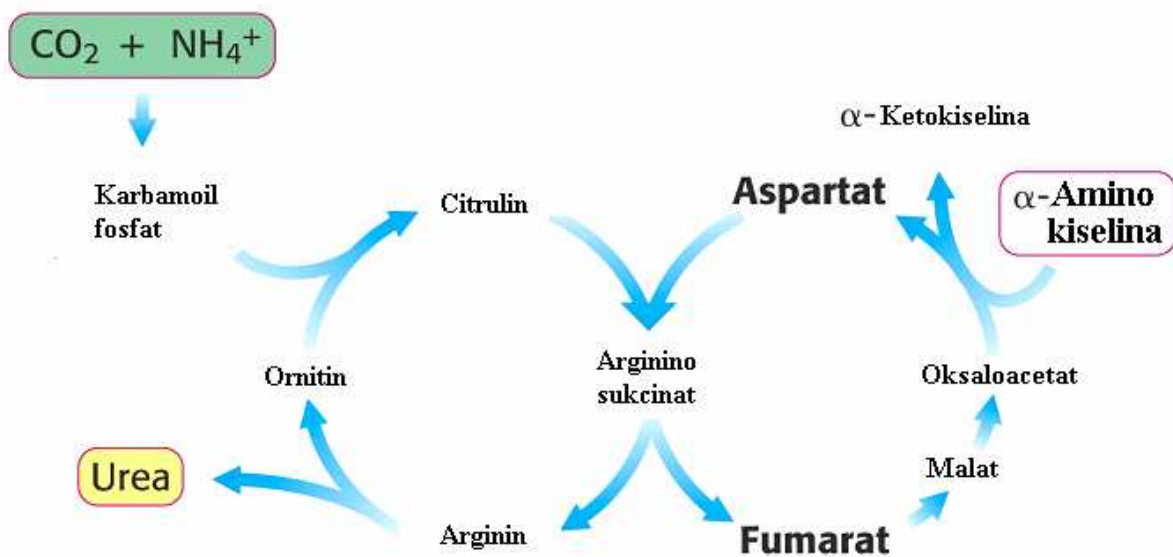 CO₂ + NH₄⁺
α-Ketokiselina
Karbamoil
fosfat
Citrulin
Aspartat
α-Amino
kiselina
Ornitin
Arginino
sukcinat
Oksaloacetat
Urea
Malat
Arginin
Fumarat